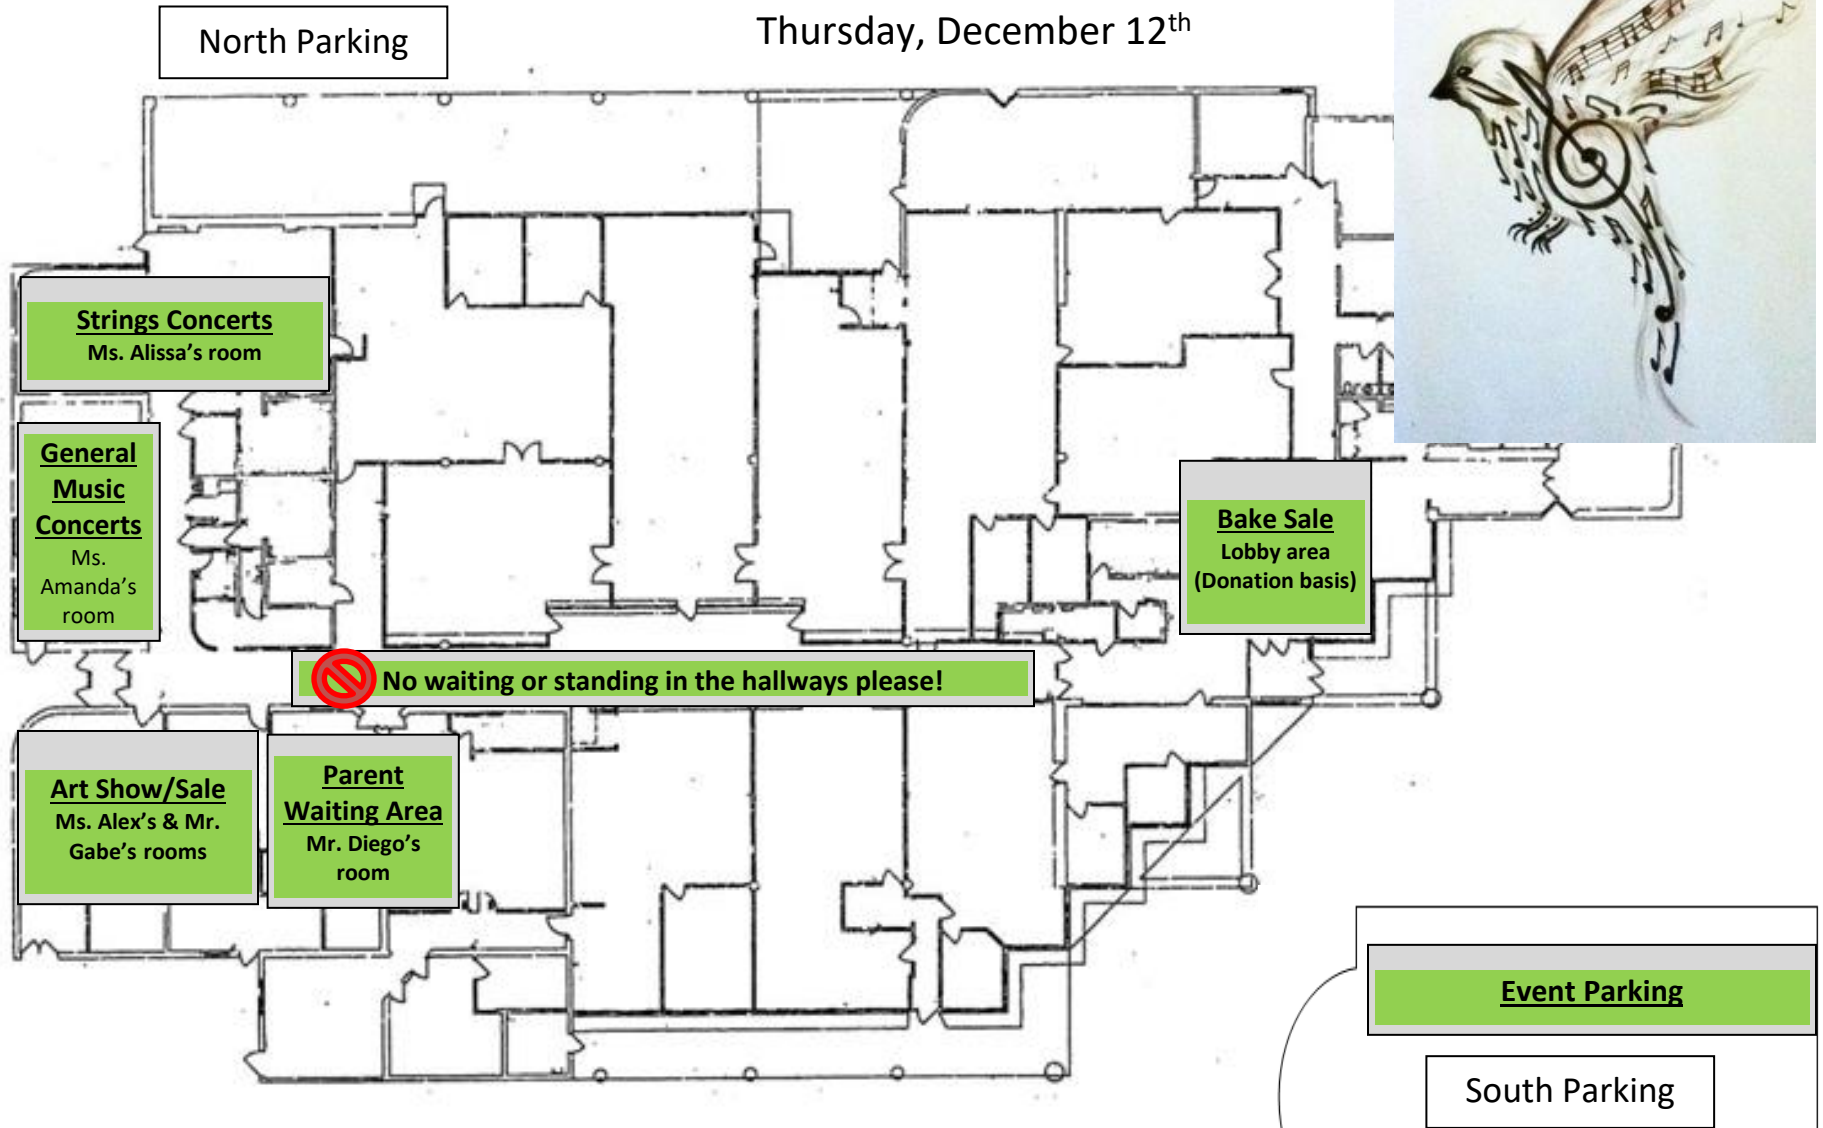 North Parking
Thursday, December 12th
Strings Concerts
Ms. Alissa’s room
General
Music
Concerts
Ms.
Amanda’s
room
Bake Sale
Lobby area
(Donation basis)
No waiting or standing in the hallways please!
Art Show/Sale
Ms. Alex’s & Mr.
Gabe’s rooms
Parent
Waiting Area
Mr. Diego’s
room
Event Parking
South Parking